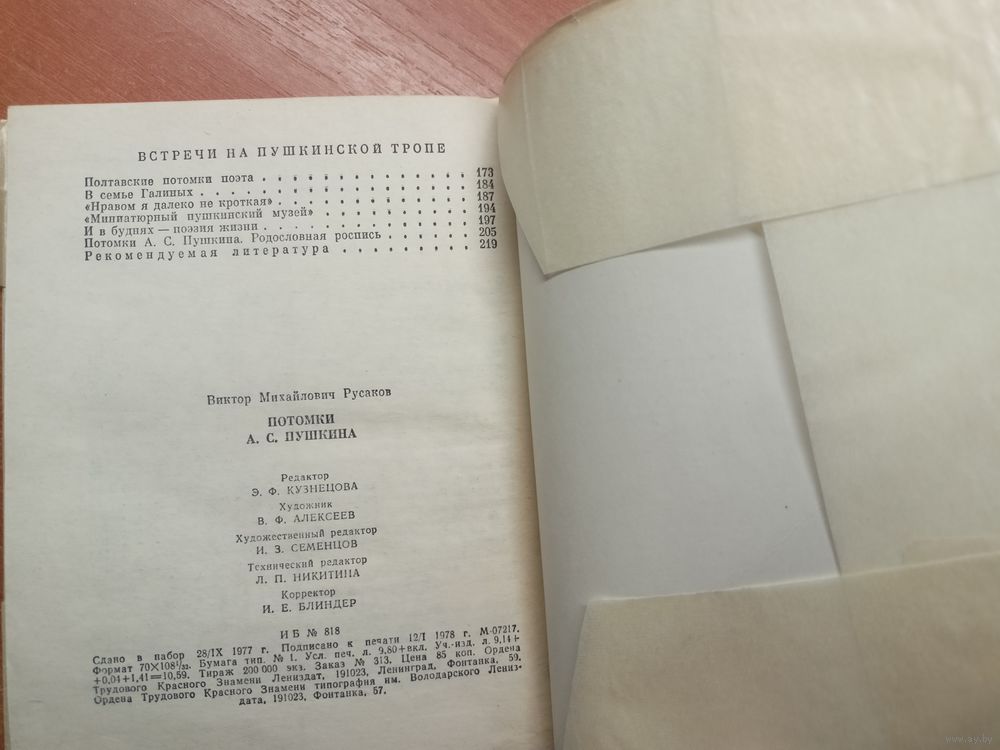 ВСТРЕЧИ НА ПУШКИНСКОЙ ТРОПЕ
Полтавские потомки поэта . . . . . . . . . . . . . 173
В семье Галиных . . . . . . . . . . . . . . . . . 184
«Нравом я далеко не кроткая» . . . . . . . . . . . . 187
«Миниатюрный пушкинский музей» . . . . . . . . . . 194
И в буднях — поэзия жизни . . . . . . . . . . . . . 197
Потомки А. С. Пушкина. Родословная роспись . . . . . . 205
Рекомендуемая литература . . . . . . . . . 219
Виктор Михайлович Русаков
ПОТОМКИ
А. С. ПУШКИНА
Редактор
Э. Ф. КУЗНЕЦОВА
Художник
В. Ф. АЛЕКСЕЕВ
Художественный редактор
И. З. СЕМЕНЦОВ
Технический редактор
Л. П. НИКИТИНА
Корректор
И. Е. БЛИНДЕР
ИБ № 818
Сдано в набор 28/IX 1977 г. Подписано к печати 12/I 1978 г. М-07217.
Формат 70×108¹/₃₂. Бумага тип. № 1. Усл. печ. л. 9,80+вкл. Уч.-изд. л. 9,14+
+0,04+1,41=10,59. Тираж 200 000 экз. Заказ № 313. Цена 85 коп. Ордена
Трудового Красного Знамени Лениздат, 191023, Ленинград, Фонтанка, 59.
Ордена Трудового Красного Знамени типография им. Володарского Лениз-
дата, 191023, Фонтанка, 57.
www.ay.by